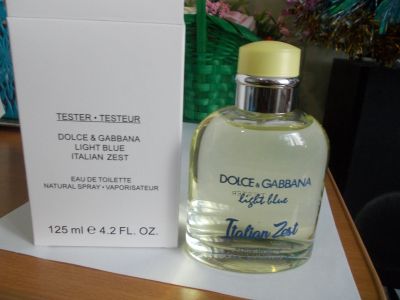 TESTER • TESTEUR
DOLCE & GABBANA
LIGHT BLUE
ITALIAN ZEST
EAU DE TOILETTE
NATURAL SPRAY • VAPORISATEUR
125 ml e 4.2 FL. OZ.
DOLCE & GABBANA
light blue
Italian Zest